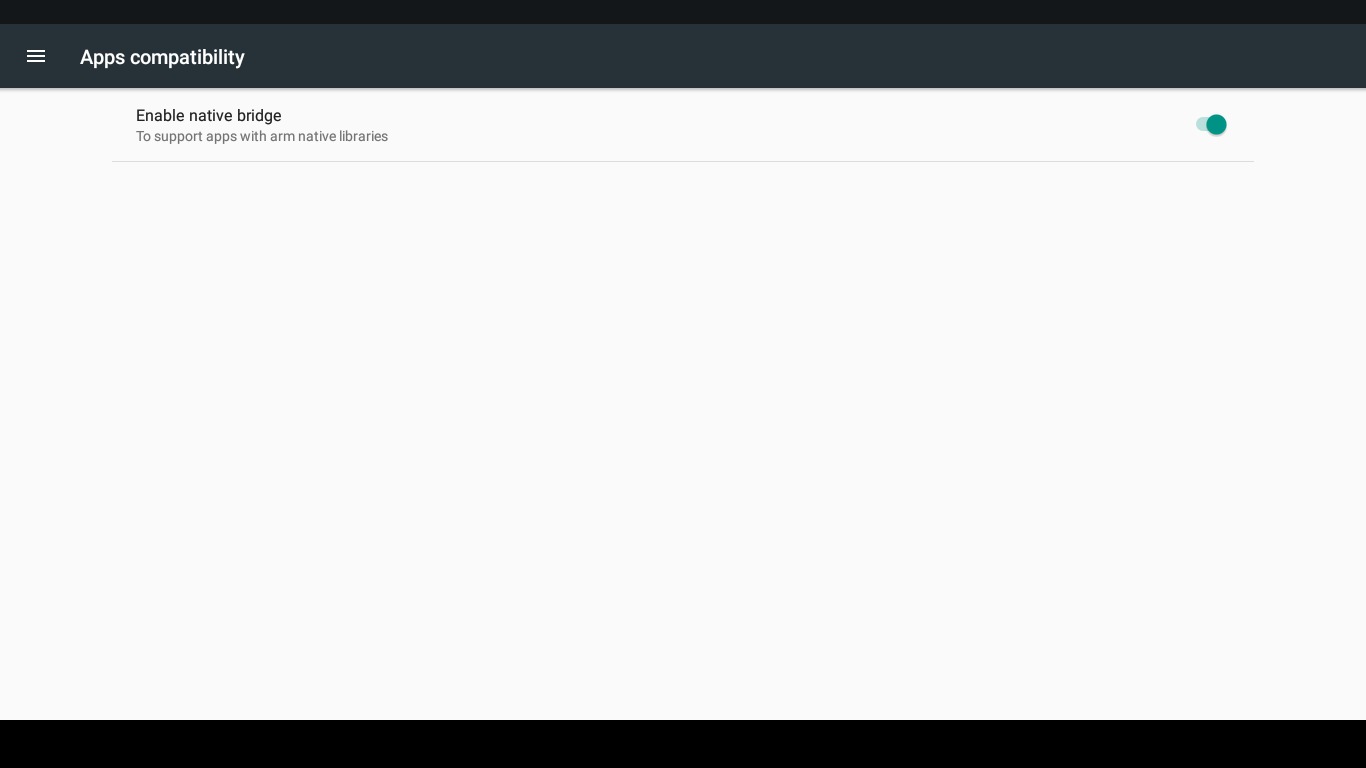 Apps compatibility
Enable native bridge
To support apps with arm native libraries